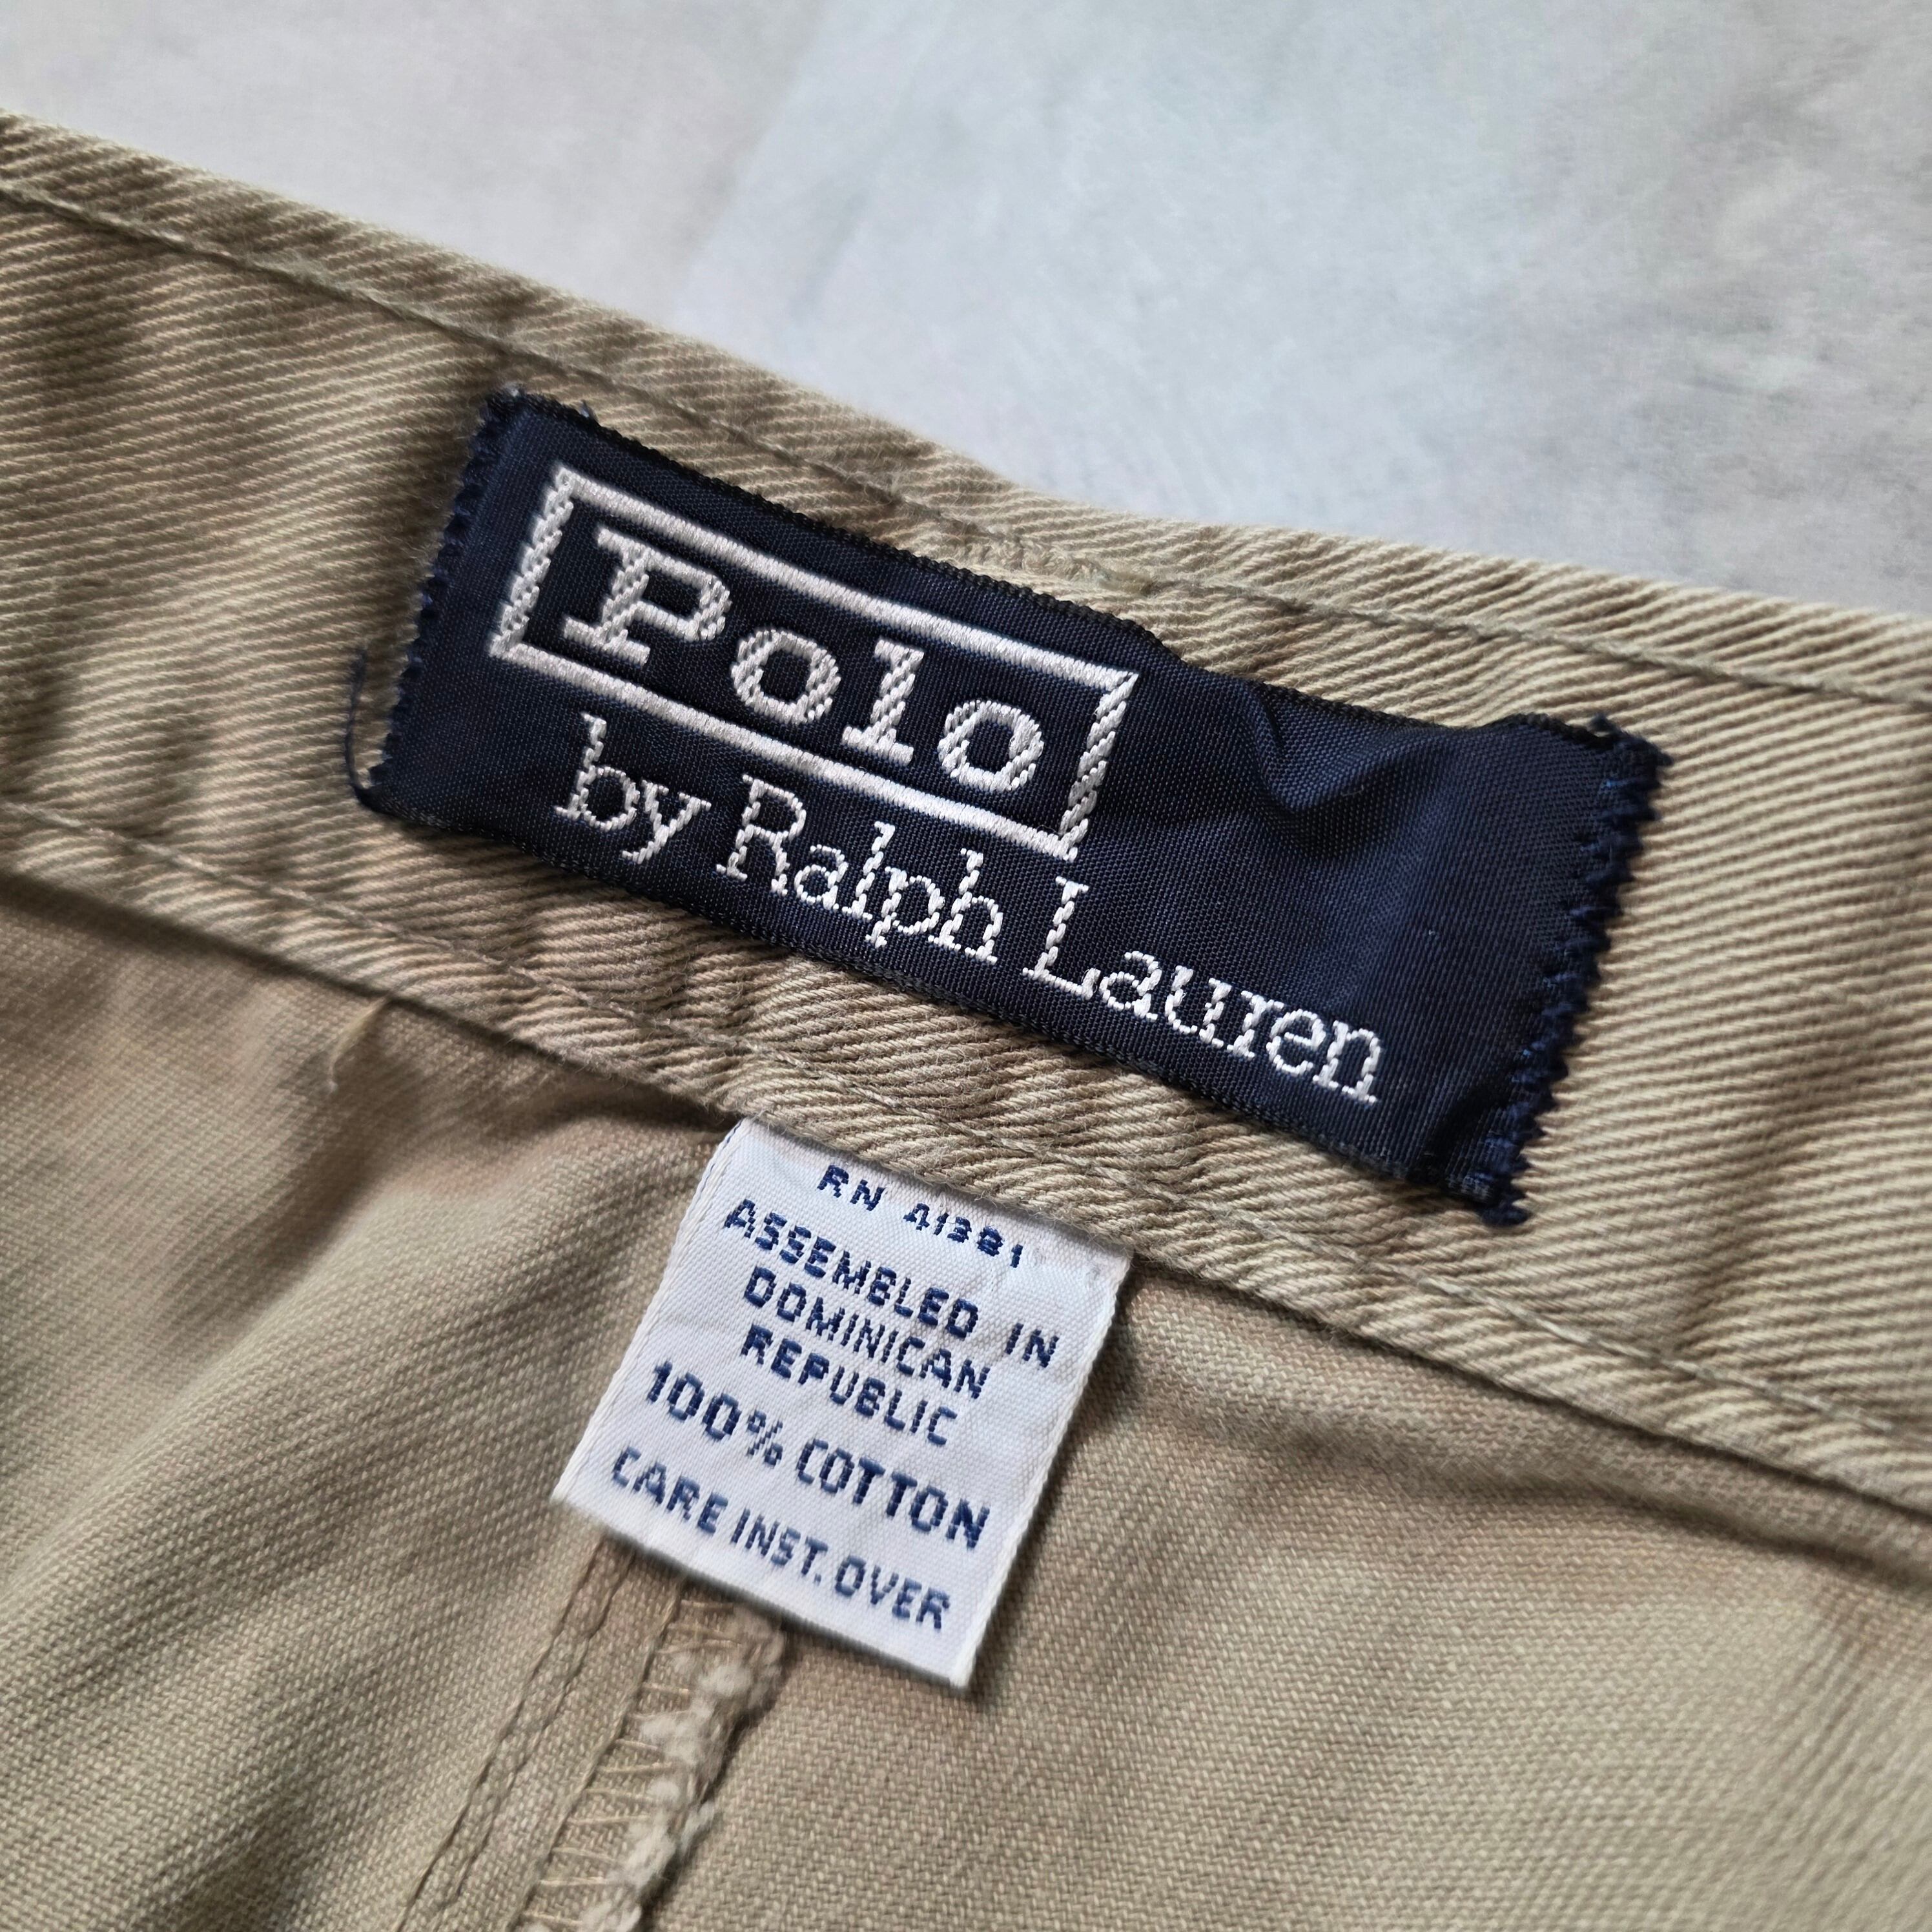 Polo
by Ralph Lauren
RN 41381
ASSEMBLED IN
DOMINICAN
REPUBLIC
100% COTTON
CARE INST. OVER